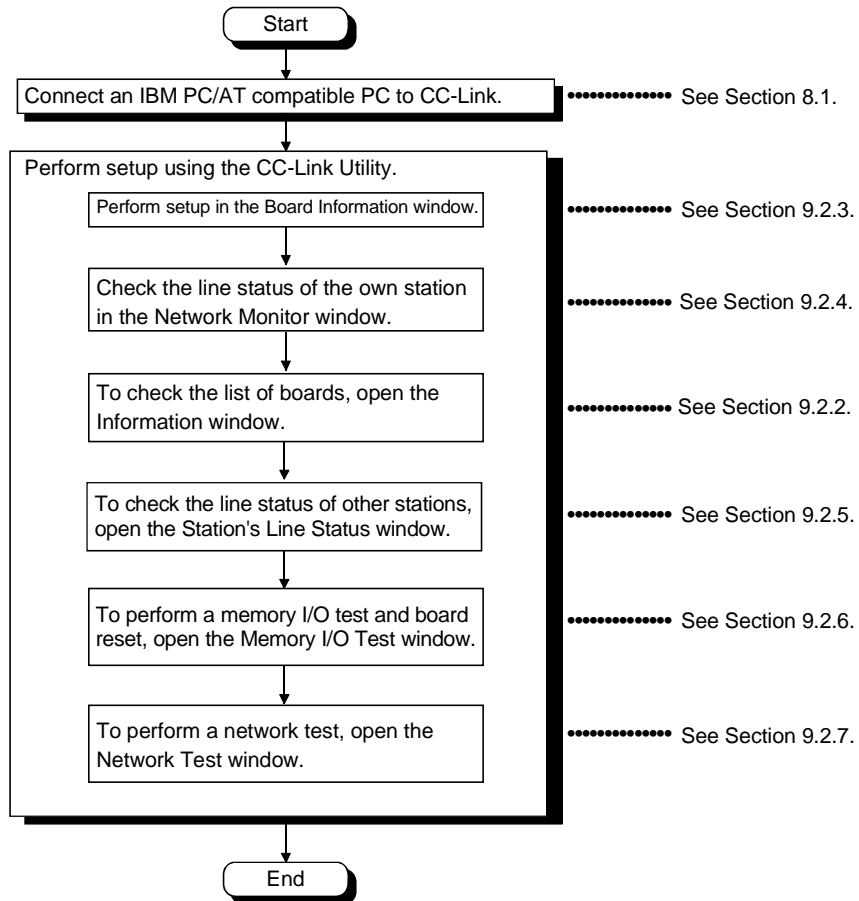 Start
Connect an IBM PC/AT compatible PC to CC-Link.
•••••••••••••• See Section 8.1.
Perform setup using the CC-Link Utility.
Perform setup in the Board Information window.
•••••••••••••• See Section 9.2.3.
Check the line status of the own station
in the Network Monitor window.
•••••••••••••• See Section 9.2.4.
To check the list of boards, open the
Information window.
•••••••••••••• See Section 9.2.2.
To check the line status of other stations,
open the Station's Line Status window.
•••••••••••••• See Section 9.2.5.
To perform a memory I/O test and board
reset, open the Memory I/O Test window.
•••••••••••••• See Section 9.2.6.
To perform a network test, open the
Network Test window.
•••••••••••••• See Section 9.2.7.
End